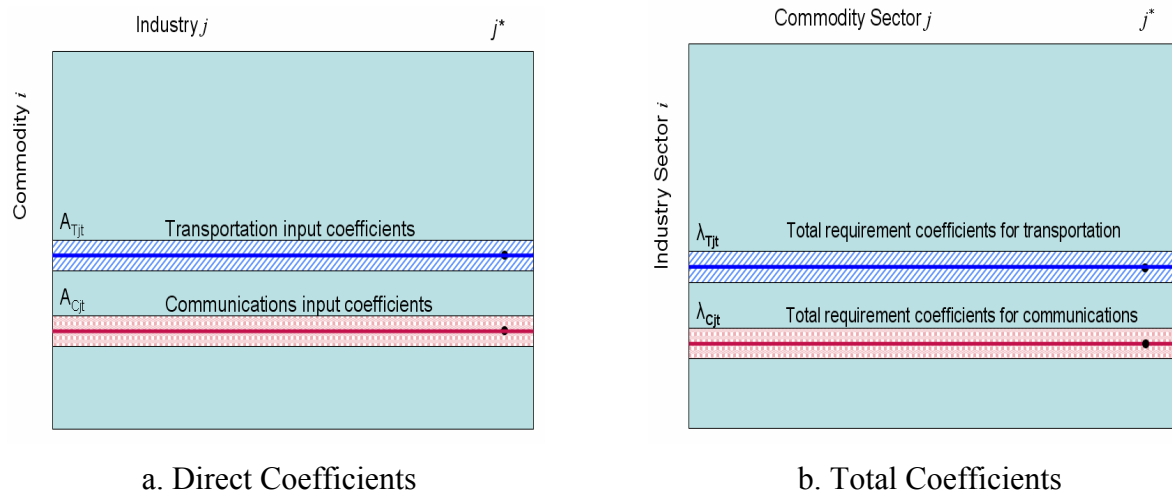 Industry j
j*
Commodity i
A_Tjt
Transportation input coefficients
A_Cjt
Communications input coefficients
a. Direct Coefficients
Commodity Sector j
j*
Industry Sector i
λ_Tjt
Total requirement coefficients for transportation
λ_Cjt
Total requirement coefficients for communications
b. Total Coefficients